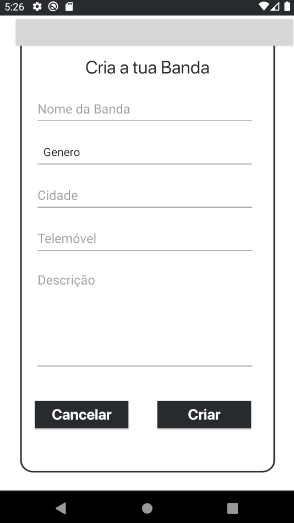 5:26
Cria a tua Banda
Nome da Banda
Genero
Cidade
Telemóvel
Descrição
Cancelar Criar